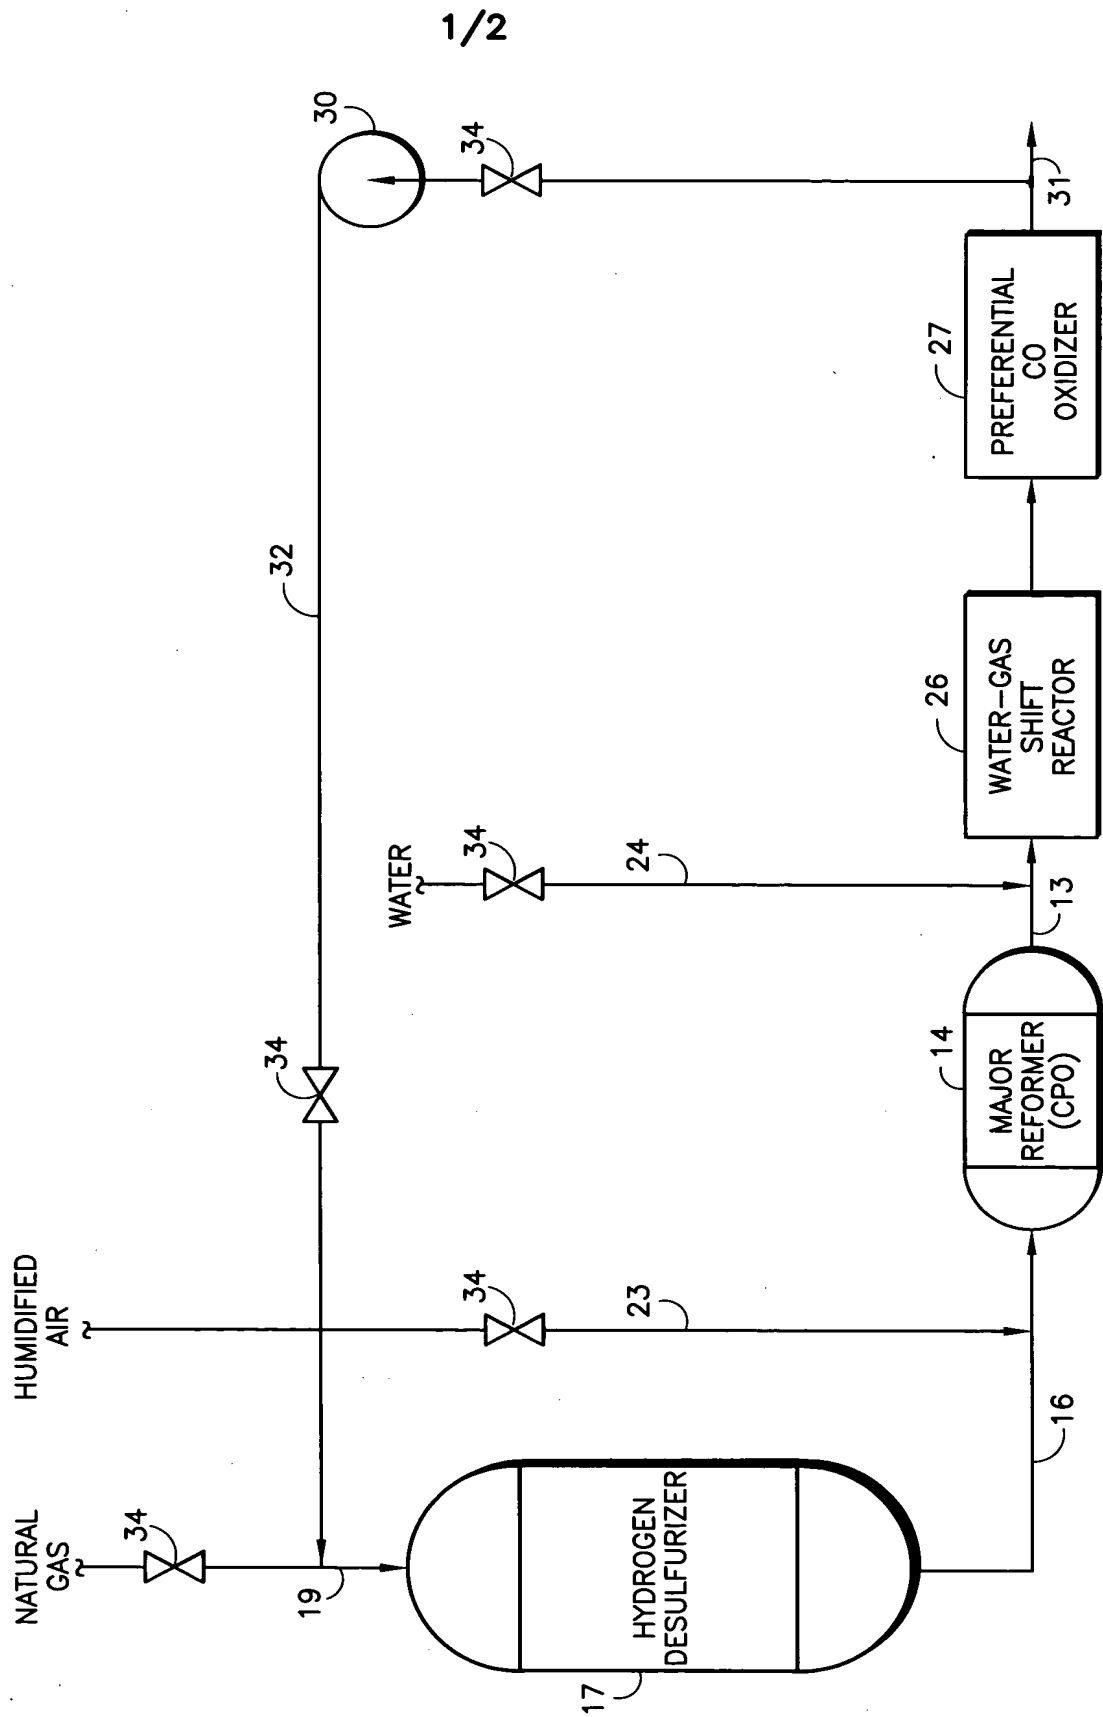 1/2
30
34
31
PREFERENTIAL
CO
OXIDIZER
27
32
WATER-GAS
SHIFT
REACTOR
26
WATER
34
24
13
MAJOR
REFORMER
(CPO)
14
34
HUMIDIFIED
AIR
34
23
16
NATURAL
GAS
34
19
HYDROGEN
DESULFURIZER
17